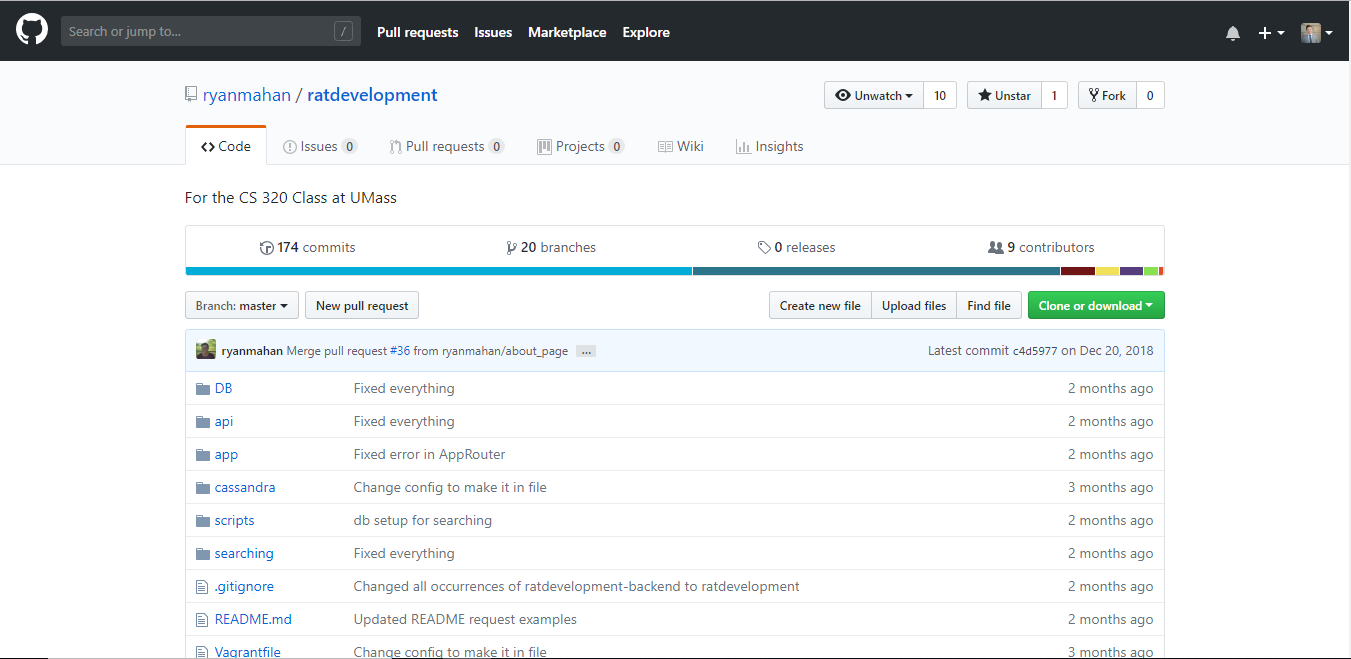 Search or jump to... /
Pull requests Issues Marketplace Explore
ryanmahan / ratdevelopment
Unwatch 10 Unstar 1 Fork 0
Code Issues 0 Pull requests 0 Projects 0 Wiki Insights
For the CS 320 Class at UMass
174 commits 20 branches 0 releases 9 contributors
Branch: master New pull request Create new file Upload files Find file Clone or download
ryanmahan Merge pull request #36 from ryanmahan/about_page ... Latest commit c4d5977 on Dec 20, 2018
DB Fixed everything 2 months ago
api Fixed everything 2 months ago
app Fixed error in AppRouter 2 months ago
cassandra Change config to make it in file 3 months ago
scripts db setup for searching 2 months ago
searching Fixed everything 2 months ago
.gitignore Changed all occurrences of ratdevelopment-backend to ratdevelopment 2 months ago
README.md Updated README request examples 2 months ago
Vagrantfile Change config to make it in file 3 months ago